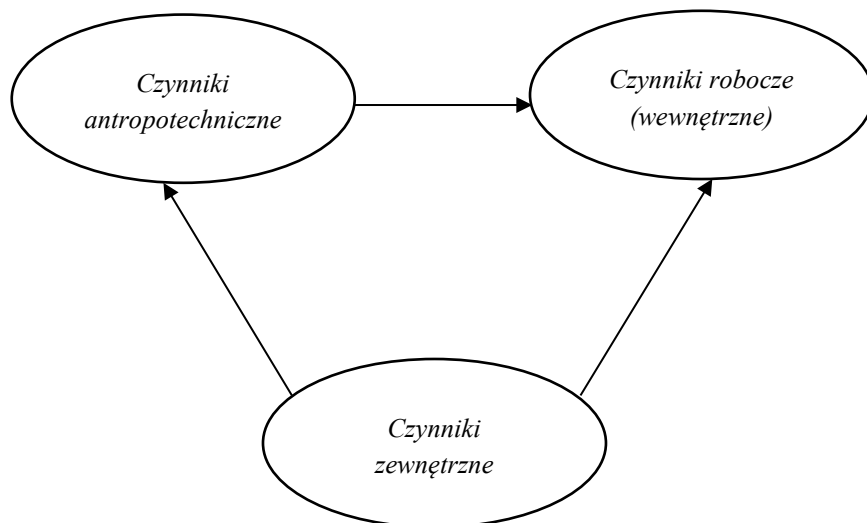 Czynniki
antropotechniczne
Czynniki robocze
(wewnętrzne)
Czynniki
zewnętrzne